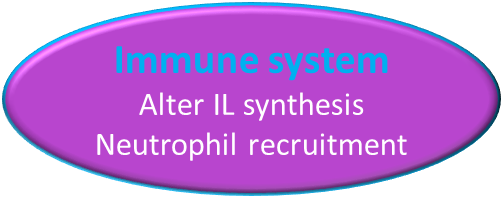 Immune system
Alter IL synthesis
Neutrophil recruitment